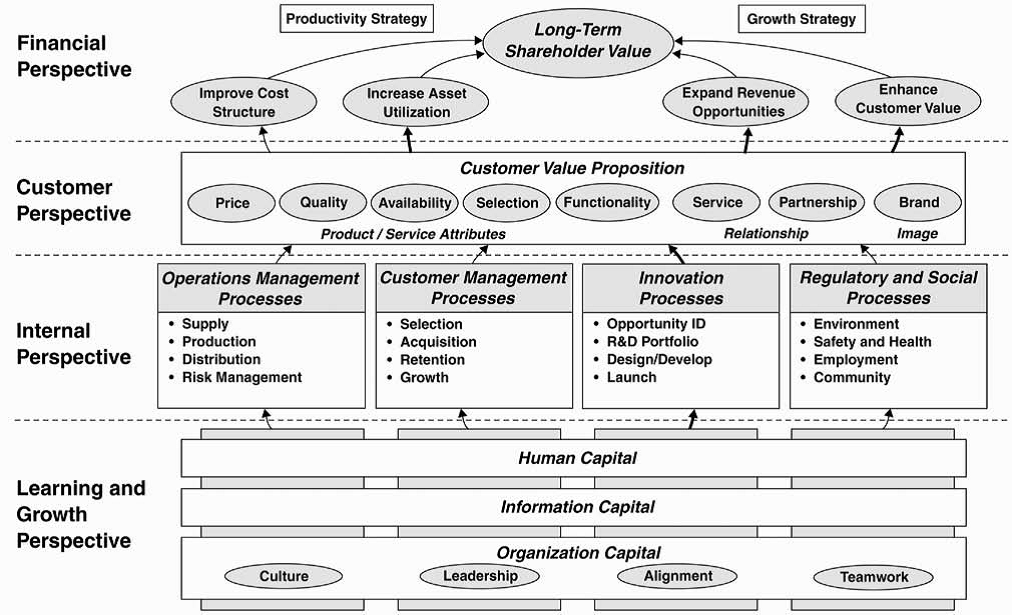 Financial
Perspective
Productivity Strategy
Growth Strategy
Long-Term
Shareholder Value
Improve Cost
Structure
Increase Asset
Utilization
Expand Revenue
Opportunities
Enhance
Customer Value
Customer
Perspective
Customer Value Proposition
Price
Quality
Availability
Selection
Functionality
Service
Partnership
Brand
Product / Service Attributes
Relationship
Image
Internal
Perspective
Operations Management
Processes
• Supply
• Production
• Distribution
• Risk Management
Customer Management
Processes
• Selection
• Acquisition
• Retention
• Growth
Innovation
Processes
• Opportunity ID
• R&D Portfolio
• Design/Develop
• Launch
Regulatory and Social
Processes
• Environment
• Safety and Health
• Employment
• Community
Learning and
Growth
Perspective
Human Capital
Information Capital
Organization Capital
Culture
Leadership
Alignment
Teamwork